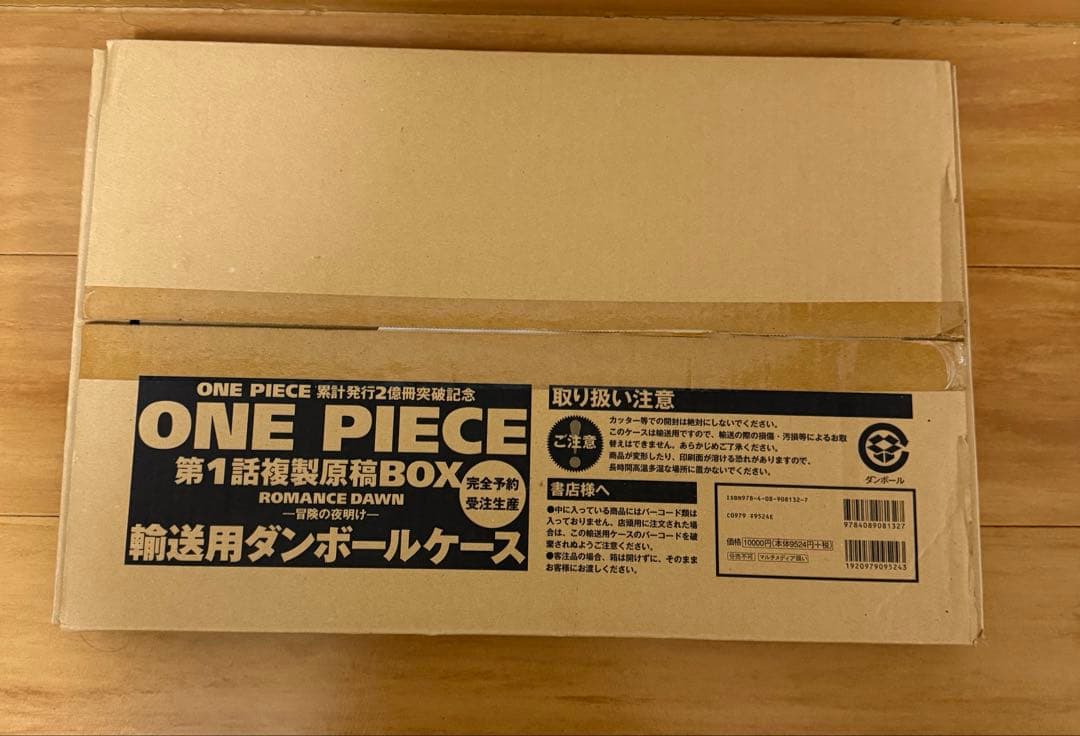 ONE PIECE 累計発行2億冊突破記念
ONE PIECE
第1話複製原稿BOX
ROMANCE DAWN
―冒険の夜明け―
完全予約
受注生産
輸送用ダンボールケース
取り扱い注意
ご注意
カッター等での開封は絶対にしないでください。
このケースは輸送用ですので、輸送の際の損傷・汚損等によるお取
替えはできません。あらかじめご了承ください。
商品が変形したり、印刷面が溶ける恐れがありますので、
長時間高温多湿な場所に置かないでください。
ダンボール
書店様へ
●中に入っている商品にはバーコード類は
入っておりません。店頭用に注文された場
合は、この輸送用ケースのバーコードを破
棄されぬようご注意ください。
●客注品の場合、箱は開けずに、そのまま
お客様にお渡しください。
ISBN978-4-08-908132-7
C0979 ¥9524E
価格 10000円(本体9524円+税)
分売不可 マルチメディア扱い
9784089081327
1920979095243